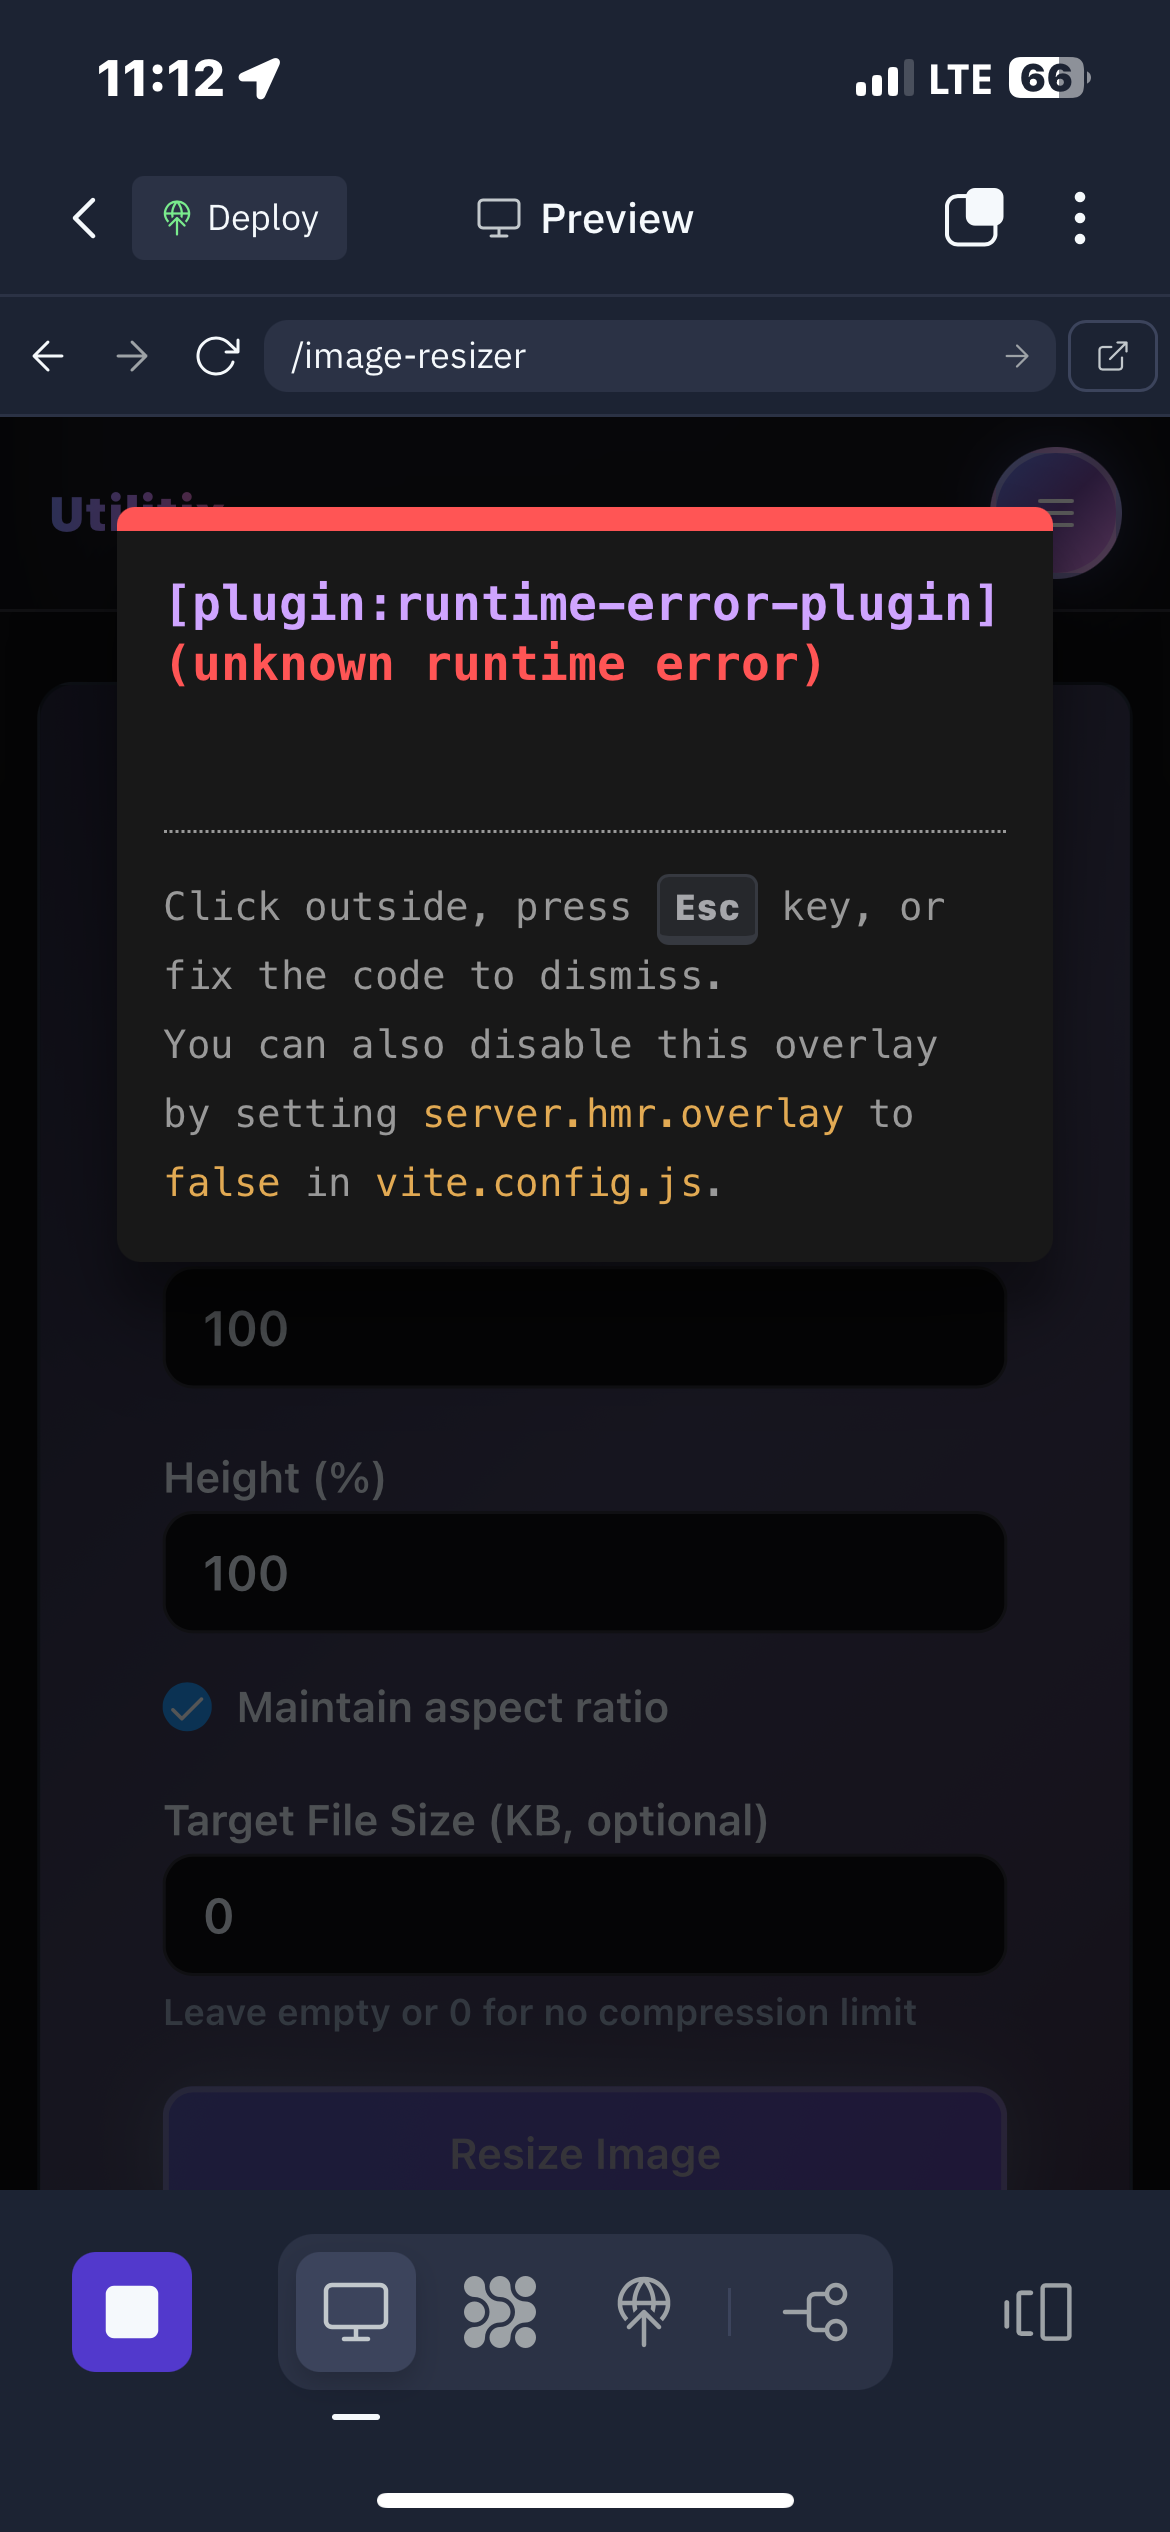 11:12
LTE 66
Deploy
Preview
/image-resizer
[plugin:runtime-error-plugin]
(unknown runtime error)
Click outside, press Esc key, or
fix the code to dismiss.
You can also disable this overlay
by setting server.hmr.overlay to
false in vite.config.js.
100
Height (%)
100
Maintain aspect ratio
Target File Size (KB, optional)
0
Leave empty or 0 for no compression limit
Resize Image